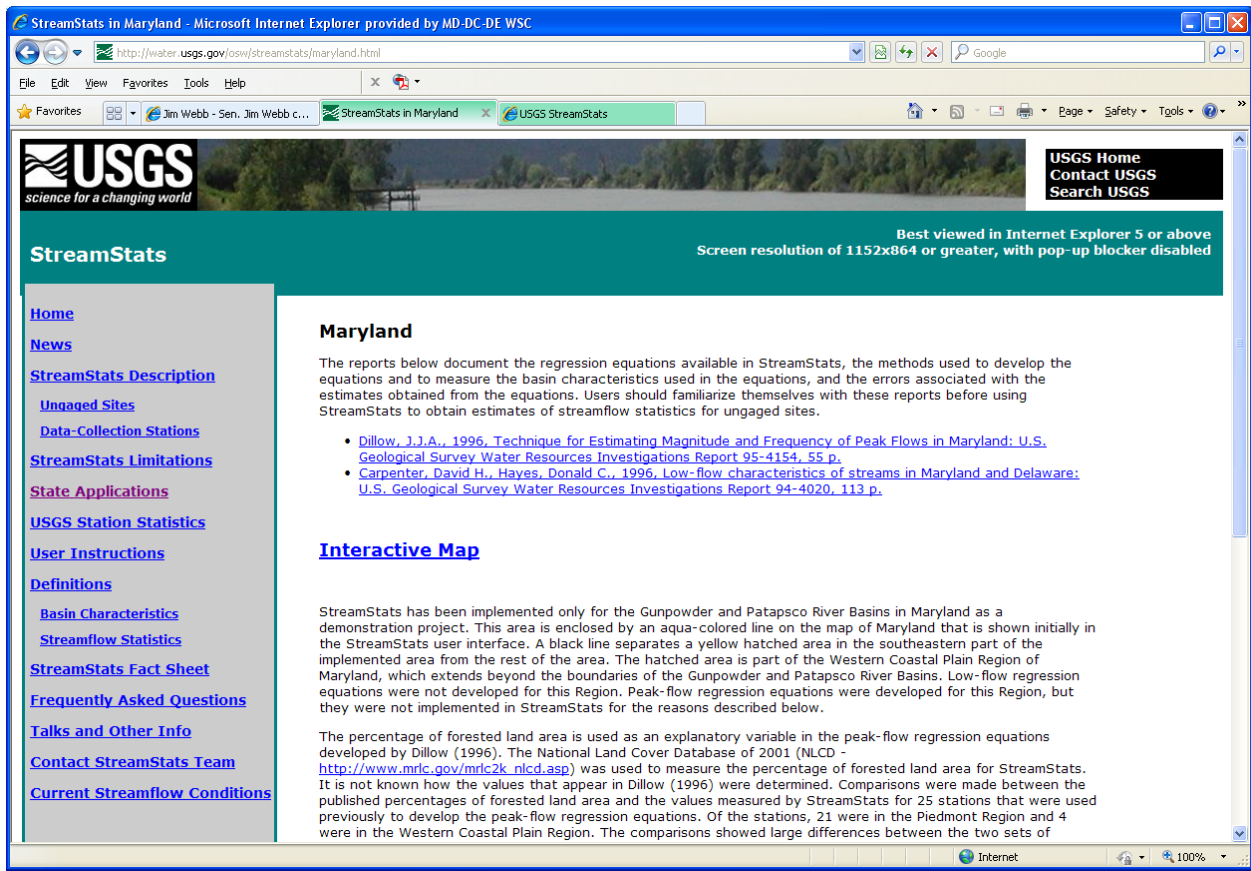 StreamStats in Maryland - Microsoft Internet Explorer provided by MD-DC-DE WSC
http://water.usgs.gov/osw/streamstats/maryland.html
Google
File Edit View Favorites Tools Help
x
Favorites
Jim Webb - Sen. Jim Webb c...
StreamStats in Maryland
x
USGS StreamStats
Page
Safety
Tools
»
USGS
science for a changing world
USGS Home
Contact USGS
Search USGS
StreamStats
Best viewed in Internet Explorer 5 or above
Screen resolution of 1152x864 or greater, with pop-up blocker disabled
Home
News
StreamStats Description
Ungaged Sites
Data-Collection Stations
StreamStats Limitations
State Applications
USGS Station Statistics
User Instructions
Definitions
Basin Characteristics
Streamflow Statistics
StreamStats Fact Sheet
Frequently Asked Questions
Talks and Other Info
Contact StreamStats Team
Current Streamflow Conditions
Maryland
The reports below document the regression equations available in StreamStats, the methods used to develop the
equations and to measure the basin characteristics used in the equations, and the errors associated with the
estimates obtained from the equations. Users should familiarize themselves with these reports before using
StreamStats to obtain estimates of streamflow statistics for ungaged sites.
• Dillow, J.J.A., 1996, Technique for Estimating Magnitude and Frequency of Peak Flows in Maryland: U.S.
Geological Survey Water Resources Investigations Report 95-4154, 55 p.
• Carpenter, David H., Hayes, Donald C., 1996, Low-flow characteristics of streams in Maryland and Delaware:
U.S. Geological Survey Water Resources Investigations Report 94-4020, 113 p.
Interactive Map
StreamStats has been implemented only for the Gunpowder and Patapsco River Basins in Maryland as a
demonstration project. This area is enclosed by an aqua-colored line on the map of Maryland that is shown initially in
the StreamStats user interface. A black line separates a yellow hatched area in the southeastern part of the
implemented area from the rest of the area. The hatched area is part of the Western Coastal Plain Region of
Maryland, which extends beyond the boundaries of the Gunpowder and Patapsco River Basins. Low-flow regression
equations were not developed for this Region. Peak-flow regression equations were developed for this Region, but
they were not implemented in StreamStats for the reasons described below.
The percentage of forested land area is used as an explanatory variable in the peak-flow regression equations
developed by Dillow (1996). The National Land Cover Database of 2001 (NLCD -
http://www.mrlc.gov/mrlc2k_nlcd.asp) was used to measure the percentage of forested land area for StreamStats.
It is not known how the values that appear in Dillow (1996) were determined. Comparisons were made between the
published percentages of forested land area and the values measured by StreamStats for 25 stations that were used
previously to develop the peak-flow regression equations. Of the stations, 21 were in the Piedmont Region and 4
were in the Western Coastal Plain Region. The comparisons showed large differences between the two sets of
Internet
100%